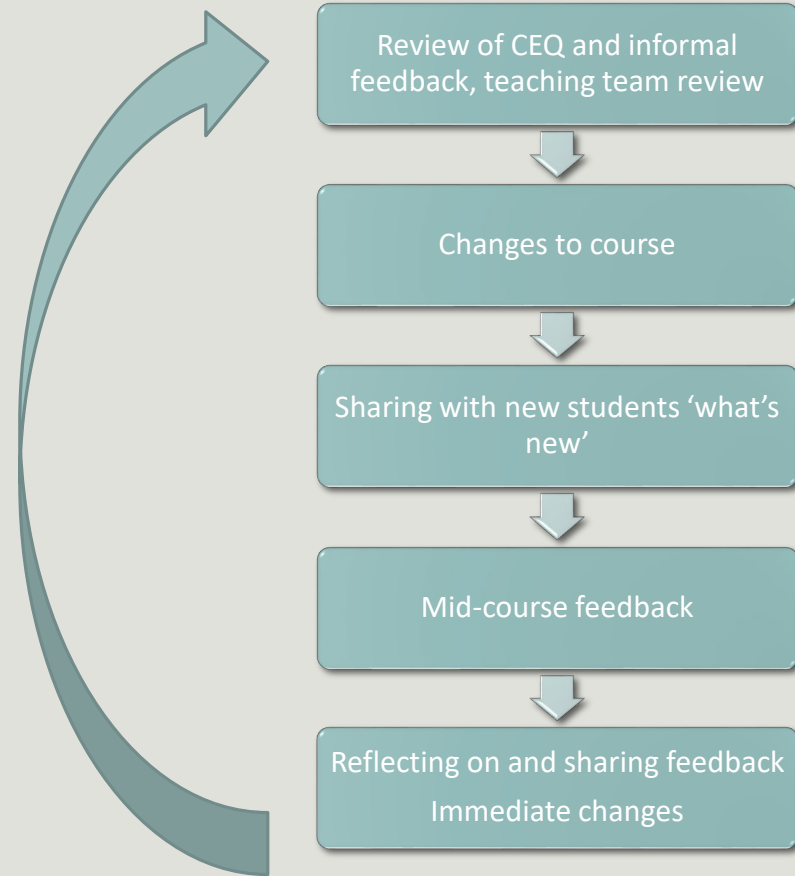 Review of CEQ and informal
feedback, teaching team review
Changes to course
Sharing with new students ‘what’s
new’
Mid-course feedback
Reflecting on and sharing feedback
Immediate changes